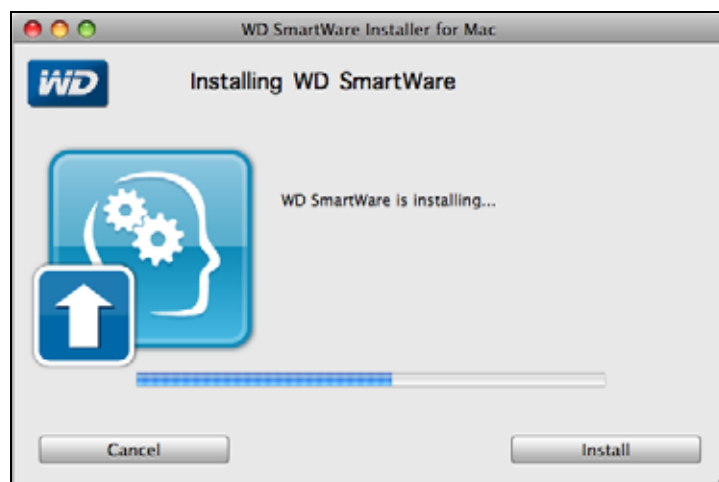 WD SmartWare Installer for Mac
WD
Installing WD SmartWare
WD SmartWare is installing...
Cancel
Install